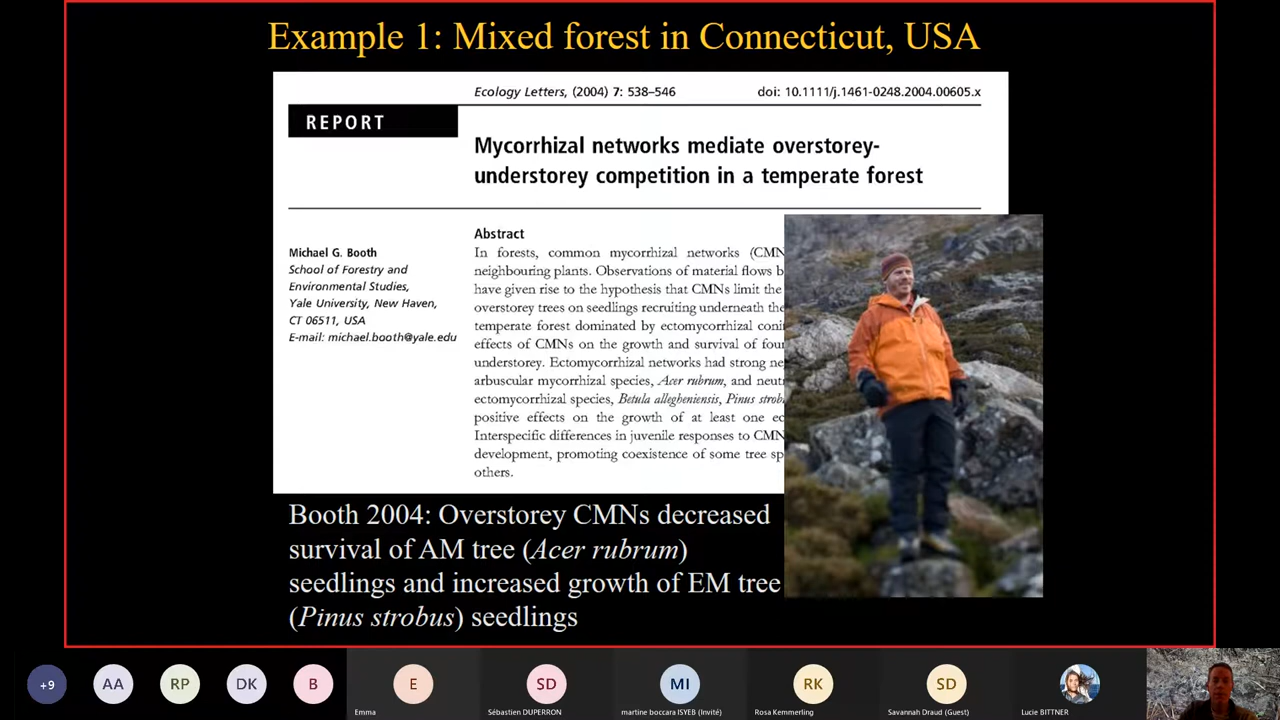 Example 1: Mixed forest in Connecticut, USA
Ecology Letters, (2004) 7: 538–546
doi: 10.1111/j.1461-0248.2004.00605.x
REPORT
Mycorrhizal networks mediate overstorey-
understorey competition in a temperate forest
Michael G. Booth
School of Forestry and
Environmental Studies,
Yale University, New Haven,
CT 06511, USA
E-mail: michael.booth@yale.edu
Abstract
In forests, common mycorrhizal networks (CMN
neighbouring plants. Observations of material flows b
have given rise to the hypothesis that CMNs limit the
overstorey trees on seedlings recruiting underneath the
temperate forest dominated by ectomycorrhizal coni
effects of CMNs on the growth and survival of four
understorey. Ectomycorrhizal networks had strong ne
arbuscular mycorrhizal species, Acer rubrum, and neutr
ectomycorrhizal species, Betula allegheniensis, Pinus strob
positive effects on the growth of at least one ec
Interspecific differences in juvenile responses to CMN
development, promoting coexistence of some tree sp
others.
Booth 2004: Overstorey CMNs decreased
survival of AM tree (Acer rubrum)
seedlings and increased growth of EM tree
(Pinus strobus) seedlings
+9
AA
RP
DK
B
E
SD
MI
RK
SD
Emma
Sébastien DUPERRON
martine boccara ISYEB (Invité)
Rosa Kemmerling
Savannah Draud (Guest)
Lucie BITTNER